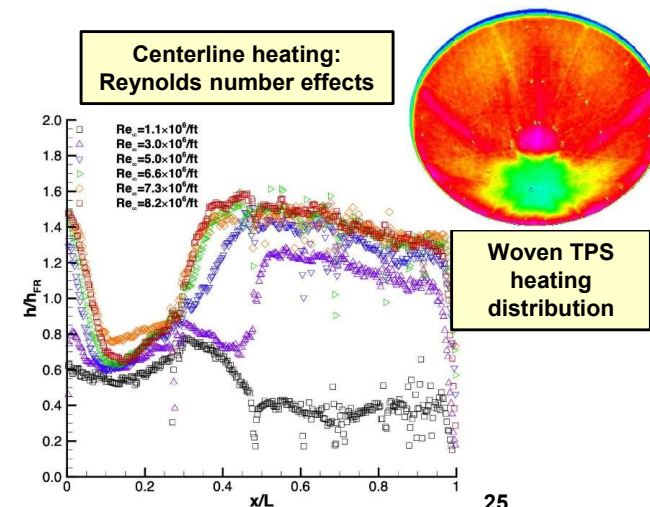 Centerline heating:
Reynolds number effects
2.0
1.8
1.6
1.4
1.2
1.0
0.8
0.6
0.4
0.2
0.0
h/hFR
Re∞=1.1×10⁶/ft
Re∞=3.0×10⁶/ft
Re∞=5.0×10⁶/ft
Re∞=6.6×10⁶/ft
Re∞=7.3×10⁶/ft
Re∞=8.2×10⁶/ft
0 0.2 0.4 0.6 0.8 1
x/L
Woven TPS
heating
distribution
25